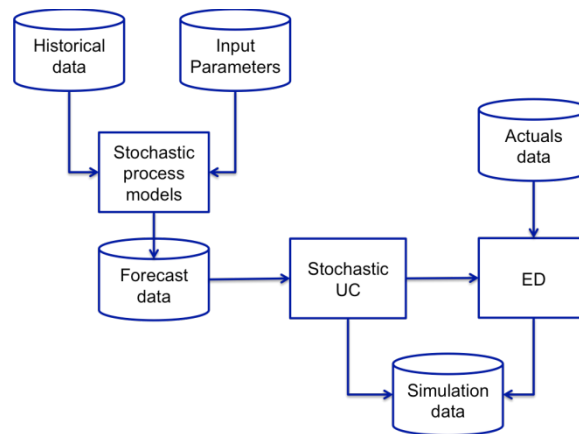 Historical
data
Input
Parameters
Stochastic
process
models
Actuals
data
Forecast
data
Stochastic
UC
ED
Simulation
data